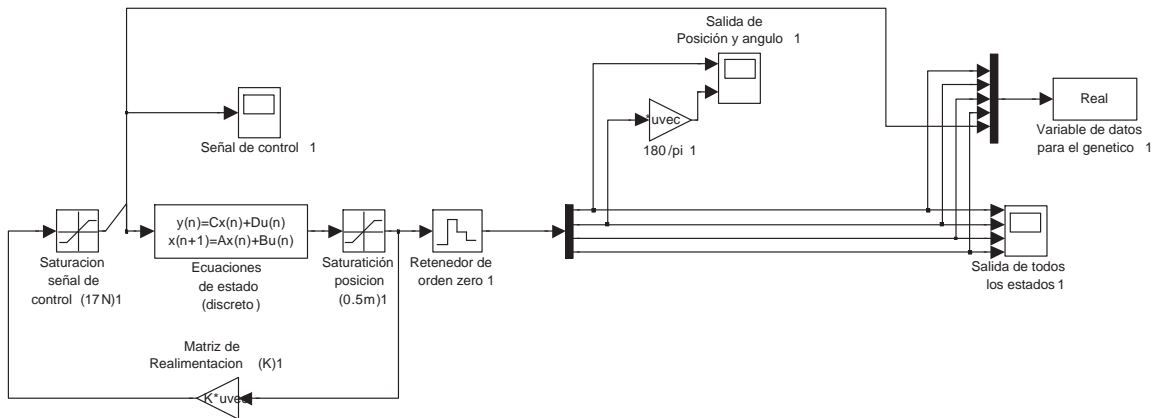 Salida de
Posición y angulo 1
*uvec
180/pi 1
Real
Variable de datos
para el genetico 1
Señal de control 1
y(n)=Cx(n)+Du(n)
x(n+1)=Ax(n)+Bu(n)
Saturacion
señal de
control (17N)1
Ecuaciones
de estado
(discreto)
Saturatición
posicion
(0.5m)1
Retenedor de
orden zero 1
Salida de todos
los estados 1
Matriz de
Realimentacion (K)1
K*uvec